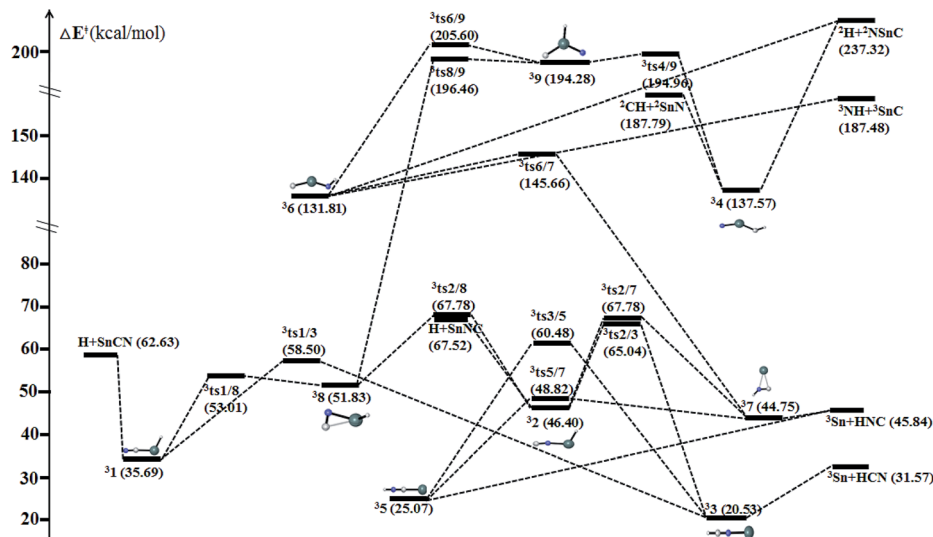 ΔE‡(kcal/mol)
³ts6/9
(205.60)
²H+²NSnC
(237.32)
200
³ts8/9
(196.46)
³9 (194.28)
³ts4/9
(194.96)
²CH+²SnN
(187.79)
³NH+³SnC
(187.48)
150
³ts6/7
(145.66)
140
³6 (131.81)
³4 (137.57)
80
³ts2/8
(67.78)
³ts2/7
(67.78)
70
H+SnNC
(67.52)
³ts3/5
(60.48)
³ts2/3
(65.04)
H+SnCN (62.63)
³ts1/3
(58.50)
60
³ts5/7
(48.82)
50
³ts1/8
(53.01)
³8 (51.83)
³2 (46.40)
³7 (44.75)
³Sn+HNC (45.84)
40
³1 (35.69)
30
³Sn+HCN (31.57)
³5 (25.07)
³3 (20.53)
20